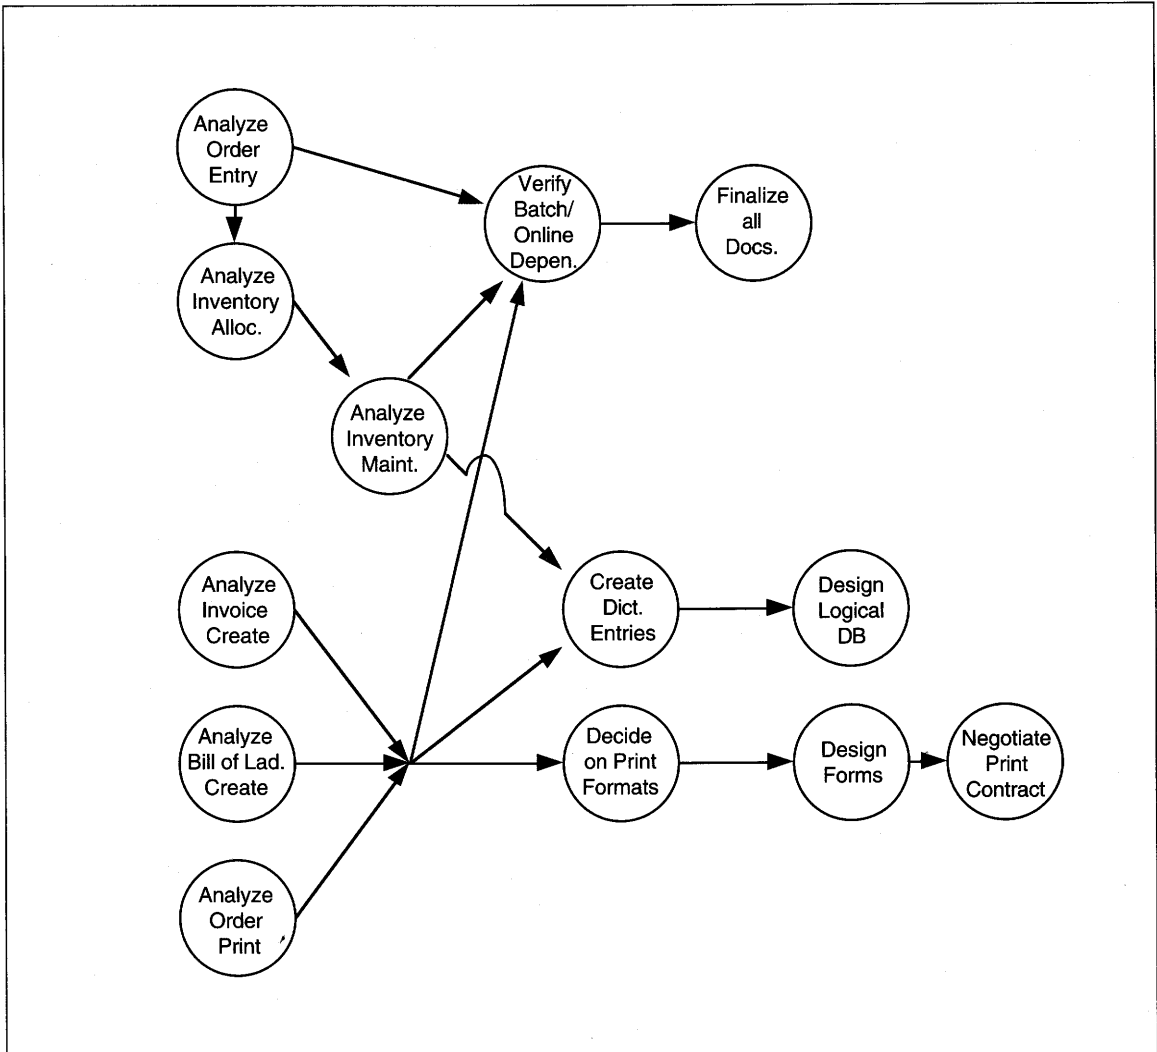 Analyze
Order
Entry
Verify
Batch/
Online
Depen.
Finalize
all
Docs.
Analyze
Inventory
Alloc.
Analyze
Inventory
Maint.
Analyze
Invoice
Create
Create
Dict.
Entries
Design
Logical
DB
Analyze
Bill of Lad.
Create
Decide
on Print
Formats
Design
Forms
Negotiate
Print
Contract
Analyze
Order
Print